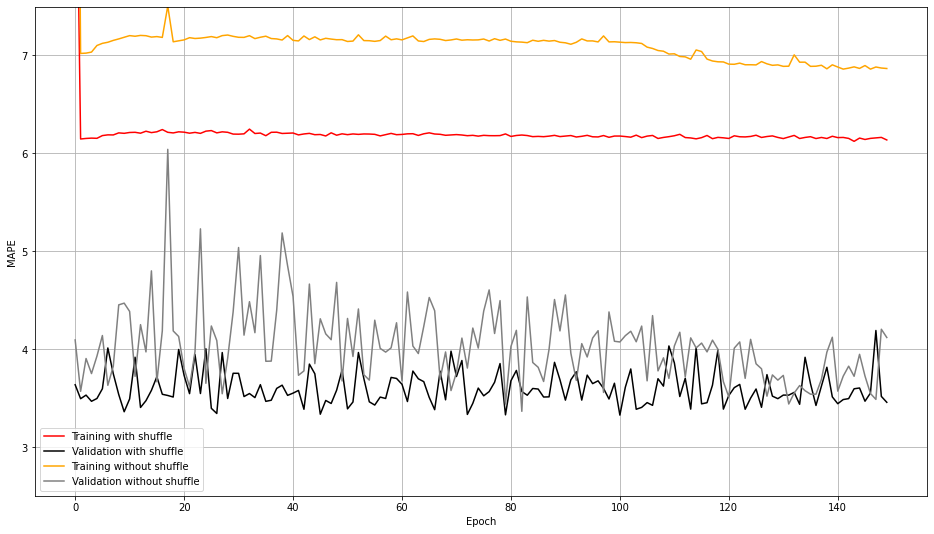 7
6
5
4
3
MAPE
0 20 40 60 80 100 120 140
Epoch
Training with shuffle
Validation with shuffle
Training without shuffle
Validation without shuffle